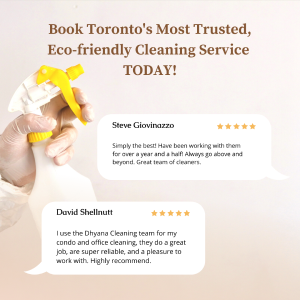 Book Toronto's Most Trusted,
Eco-friendly Cleaning Service
TODAY!
Steve Giovinazzo
Simply the best! Have been working with them
for over a year and a half! Always go above and
beyond. Great team of cleaners.
David Shellnutt
I use the Dhyana Cleaning team for my
condo and office cleaning, they do a great
job, are super reliable, and a pleasure to
work with. Highly recommend.